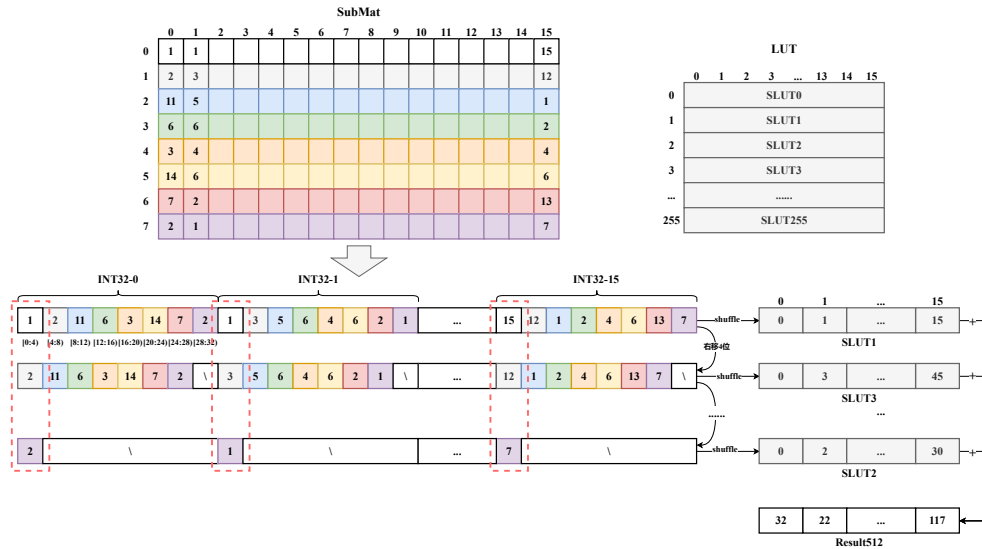 SubMat
0 1 2 3 4 5 6 7 8 9 10 11 12 13 14 15
0 1 1 15
1 2 3 12
2 11 5 1
3 6 6 2
4 3 4 4
5 14 6 6
6 7 2 13
7 2 1 7
LUT
0 1 2 3 ... 13 14 15
0 SLUT0
1 SLUT1
2 SLUT2
3 SLUT3
... ......
255 SLUT255
INT32-0 INT32-1 INT32-15
1 2 11 6 3 14 7 2 1 3 5 6 4 6 2 1 ... 15 12 1 2 4 6 13 7 shuffle
[0:4) [4:8) [8:12) [12:16) [16:20) [20:24) [24:28) [28:32)
右移4位
2 11 6 3 14 7 2 \ 3 5 6 4 6 2 1 \ ... 12 1 2 4 6 13 7 \ shuffle
......
2 \ 1 \ ... 7 \ shuffle
0 1 ... 15
0 1 ... 15 +
SLUT1
0 3 ... 45 +
SLUT3
...
0 2 ... 30 +
SLUT2
32 22 ... 117
Result512